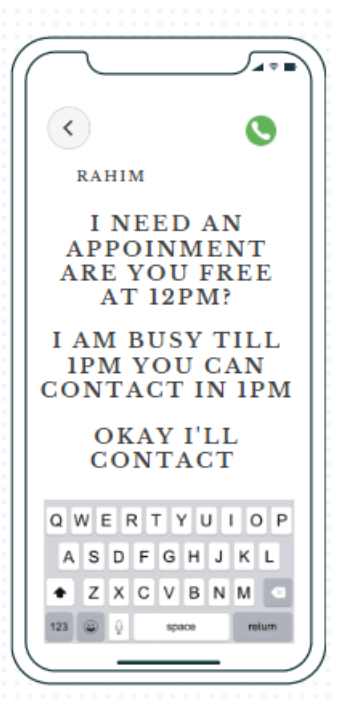 RAHIM
I NEED AN
APPOINMENT
ARE YOU FREE
AT 12PM?
I AM BUSY TILL
1PM YOU CAN
CONTACT IN 1PM
OKAY I'LL
CONTACT
Q W E R T Y U I O P
A S D F G H J K L
Z X C V B N M
123 space return